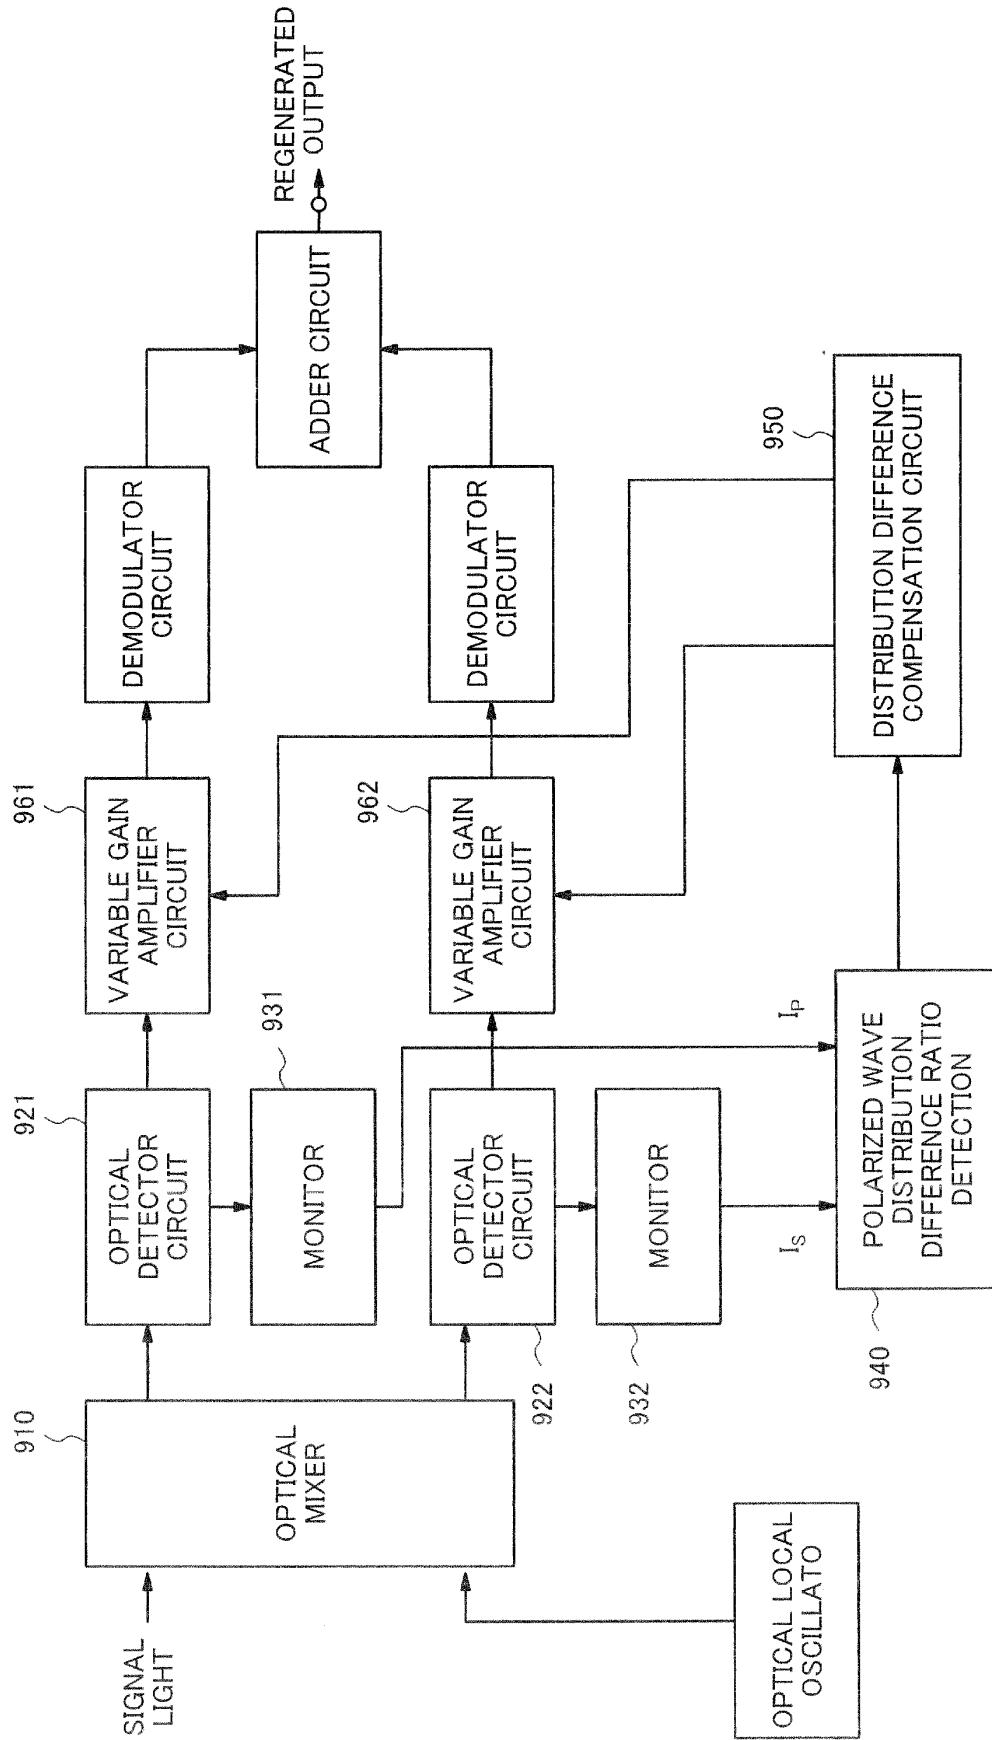 SIGNAL
LIGHT
OPTICAL LOCAL
OSCILLATO
910
OPTICAL
MIXER
921
OPTICAL
DETECTOR
CIRCUIT
931
MONITOR
922
OPTICAL
DETECTOR
CIRCUIT
932
MONITOR
IS
IP
940
POLARIZED WAVE
DISTRIBUTION
DIFFERENCE RATIO
DETECTION
961
VARIABLE GAIN
AMPLIFIER
CIRCUIT
962
VARIABLE GAIN
AMPLIFIER
CIRCUIT
950
DISTRIBUTION DIFFERENCE
COMPENSATION CIRCUIT
DEMODULATOR
CIRCUIT
DEMODULATOR
CIRCUIT
ADDER CIRCUIT
REGENERATED
OUTPUT